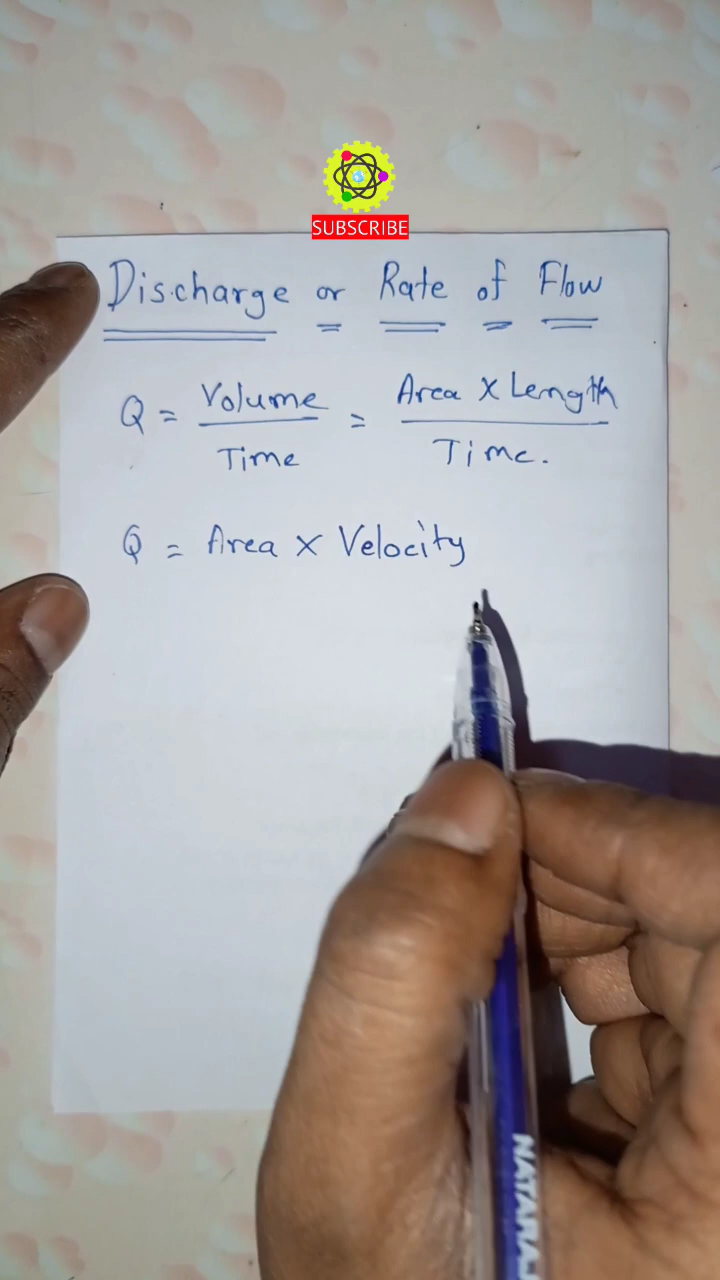 SUBSCRIBE
Discharge or Rate of Flow
Q = Volume / Time = Area X Length / Time.
Q = Area X Velocity
NATARAJ